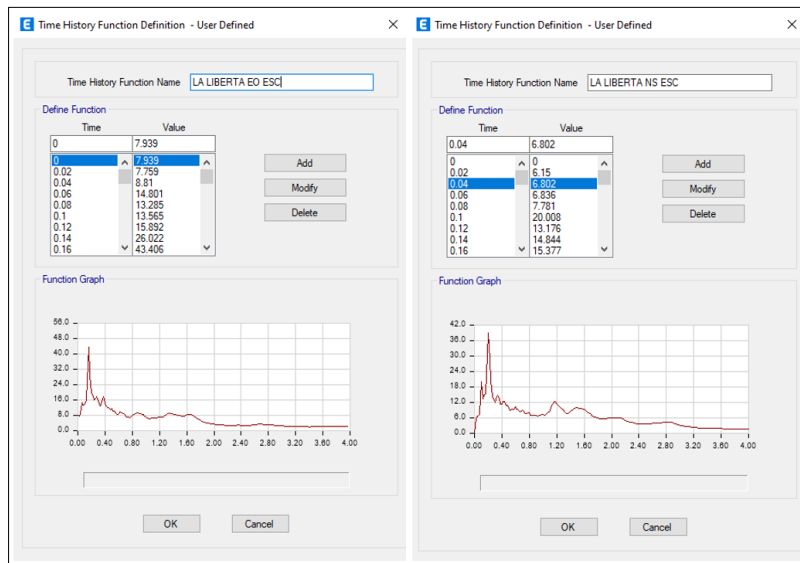 E Time History Function Definition - User Defined
Time History Function Name LA LIBERTA EO ESC
Define Function
Time Value
0 7.939
0 7.939
0.02 7.759
0.04 8.81
0.06 14.801
0.08 13.285
0.1 13.565
0.12 15.892
0.14 26.022
0.16 43.406
Add
Modify
Delete
Function Graph
56.0
48.0
40.0
32.0
24.0
16.0
8.0
0.0
0.00 0.40 0.80 1.20 1.60 2.00 2.40 2.80 3.20 3.60 4.00
OK Cancel
E Time History Function Definition - User Defined
Time History Function Name LA LIBERTA NS ESC
Define Function
Time Value
0.04 6.802
0 0
0.02 6.15
0.04 6.802
0.06 6.836
0.08 7.781
0.1 20.008
0.12 13.176
0.14 14.844
0.16 15.377
Add
Modify
Delete
Function Graph
42.0
36.0
30.0
24.0
18.0
12.0
6.0
0.0
0.00 0.40 0.80 1.20 1.60 2.00 2.40 2.80 3.20 3.60 4.00
OK Cancel